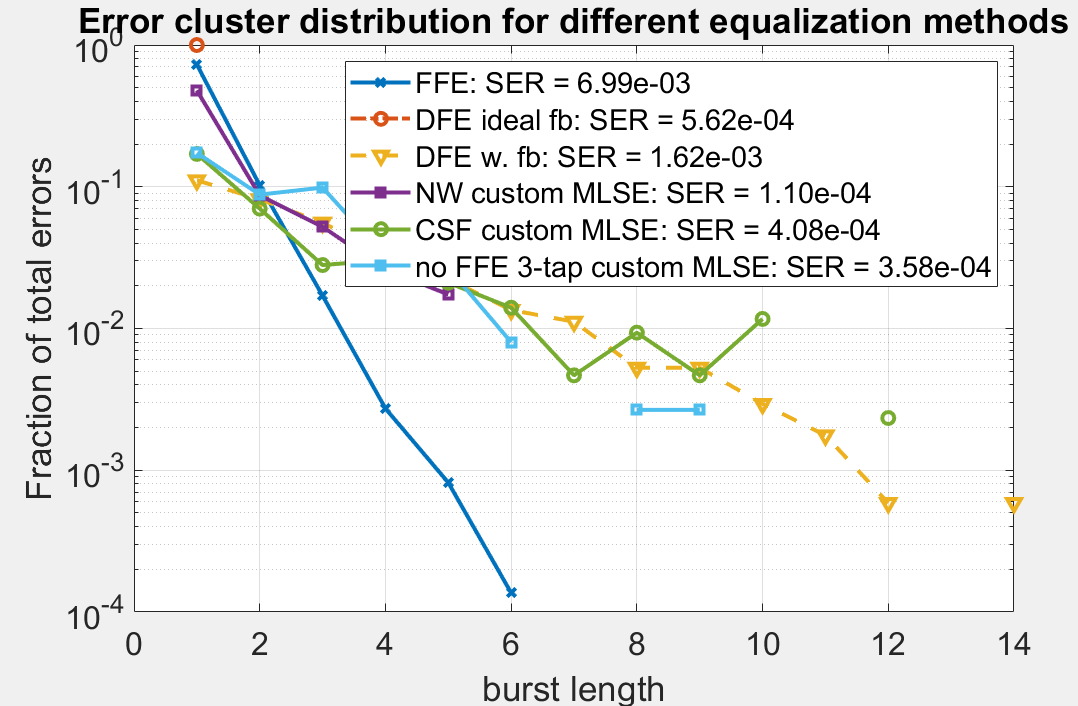 Error cluster distribution for different equalization methods
10^0
10^-1
10^-2
10^-3
10^-4
Fraction of total errors
FFE: SER = 6.99e-03
DFE ideal fb: SER = 5.62e-04
DFE w. fb: SER = 1.62e-03
NW custom MLSE: SER = 1.10e-04
CSF custom MLSE: SER = 4.08e-04
no FFE 3-tap custom MLSE: SER = 3.58e-04
0 2 4 6 8 10 12 14
burst length